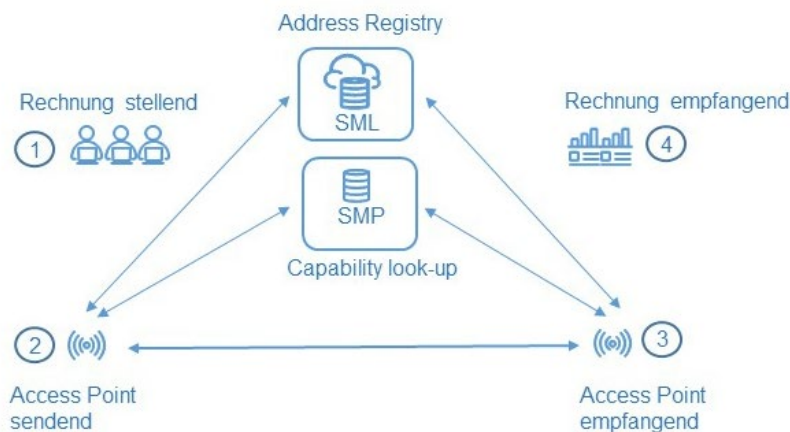 Address Registry
SML
Rechnung stellend
1
Rechnung empfangend
4
SMP
Capability look-up
2
3
Access Point
sendend
Access Point
empfangend